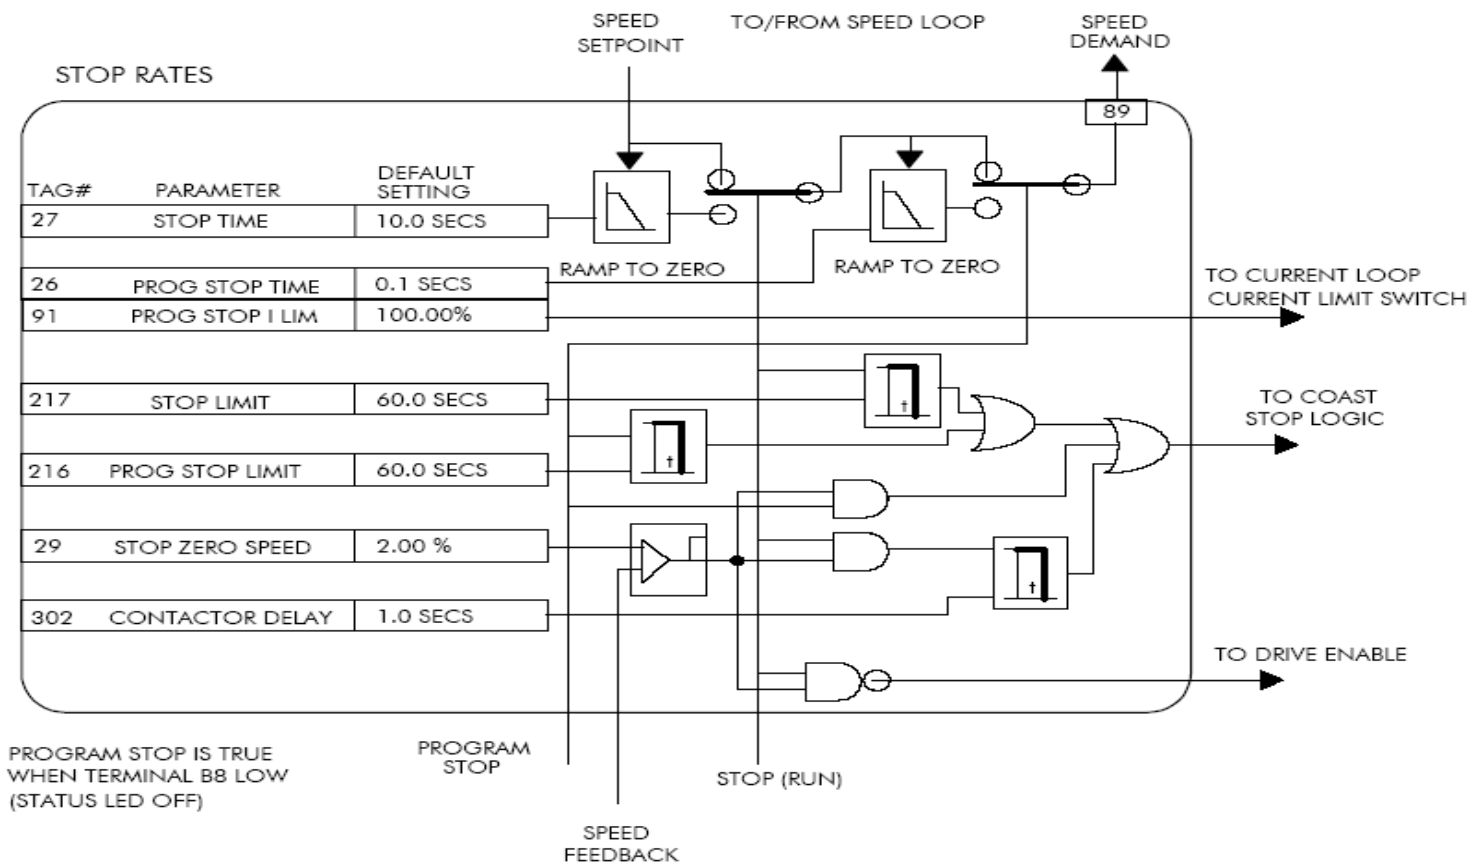 SPEED
SETPOINT
TO/FROM SPEED LOOP
SPEED
DEMAND
STOP RATES
89
TAG# PARAMETER DEFAULT
SETTING
27 STOP TIME 10.0 SECS
RAMP TO ZERO
RAMP TO ZERO
26 PROG STOP TIME 0.1 SECS
91 PROG STOP I LIM 100.00%
TO CURRENT LOOP
CURRENT LIMIT SWITCH
217 STOP LIMIT 60.0 SECS
t
TO COAST
STOP LOGIC
216 PROG STOP LIMIT 60.0 SECS
t
29 STOP ZERO SPEED 2.00 %
t
302 CONTACTOR DELAY 1.0 SECS
TO DRIVE ENABLE
PROGRAM STOP IS TRUE
WHEN TERMINAL B8 LOW
(STATUS LED OFF)
PROGRAM
STOP
STOP (RUN)
SPEED
FEEDBACK